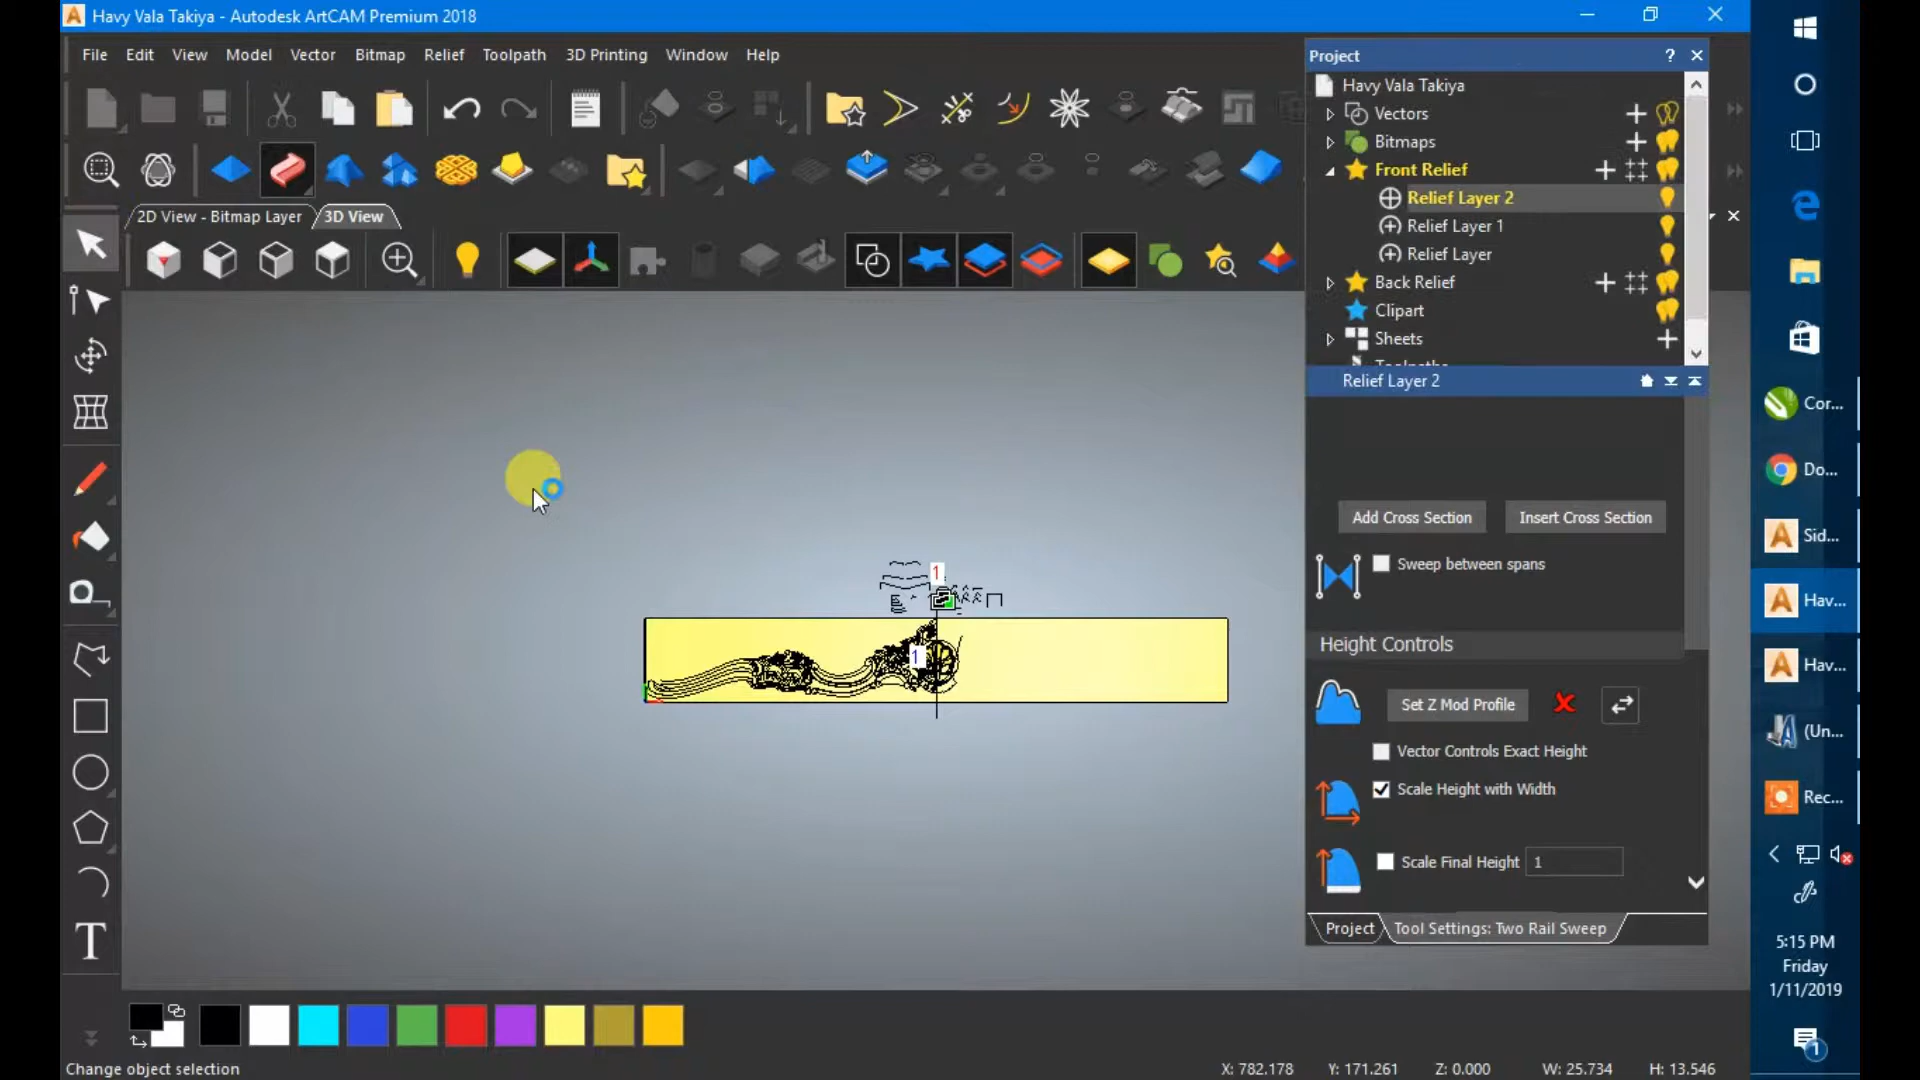 Havy Vala Takiya - Autodesk ArtCAM Premium 2018
File Edit View Model Vector Bitmap Relief Toolpath 3D Printing Window Help
2D View - Bitmap Layer
3D View
Project
Havy Vala Takiya
Vectors
Bitmaps
Front Relief
Relief Layer 2
Relief Layer 1
Relief Layer
Back Relief
Clipart
Sheets
Relief Layer 2
Add Cross Section
Insert Cross Section
Sweep between spans
Height Controls
Set Z Mod Profile
Vector Controls Exact Height
Scale Height with Width
Scale Final Height 1
Project
Tool Settings: Two Rail Sweep
1
1
T
Cor...
Do...
Sid...
Hav...
Hav...
(Un...
Rec...
5:15 PM
Friday
1/11/2019
1
Change object selection
X: 782.178 Y: 171.261 Z: 0.000 W: 25.734 H: 13.546